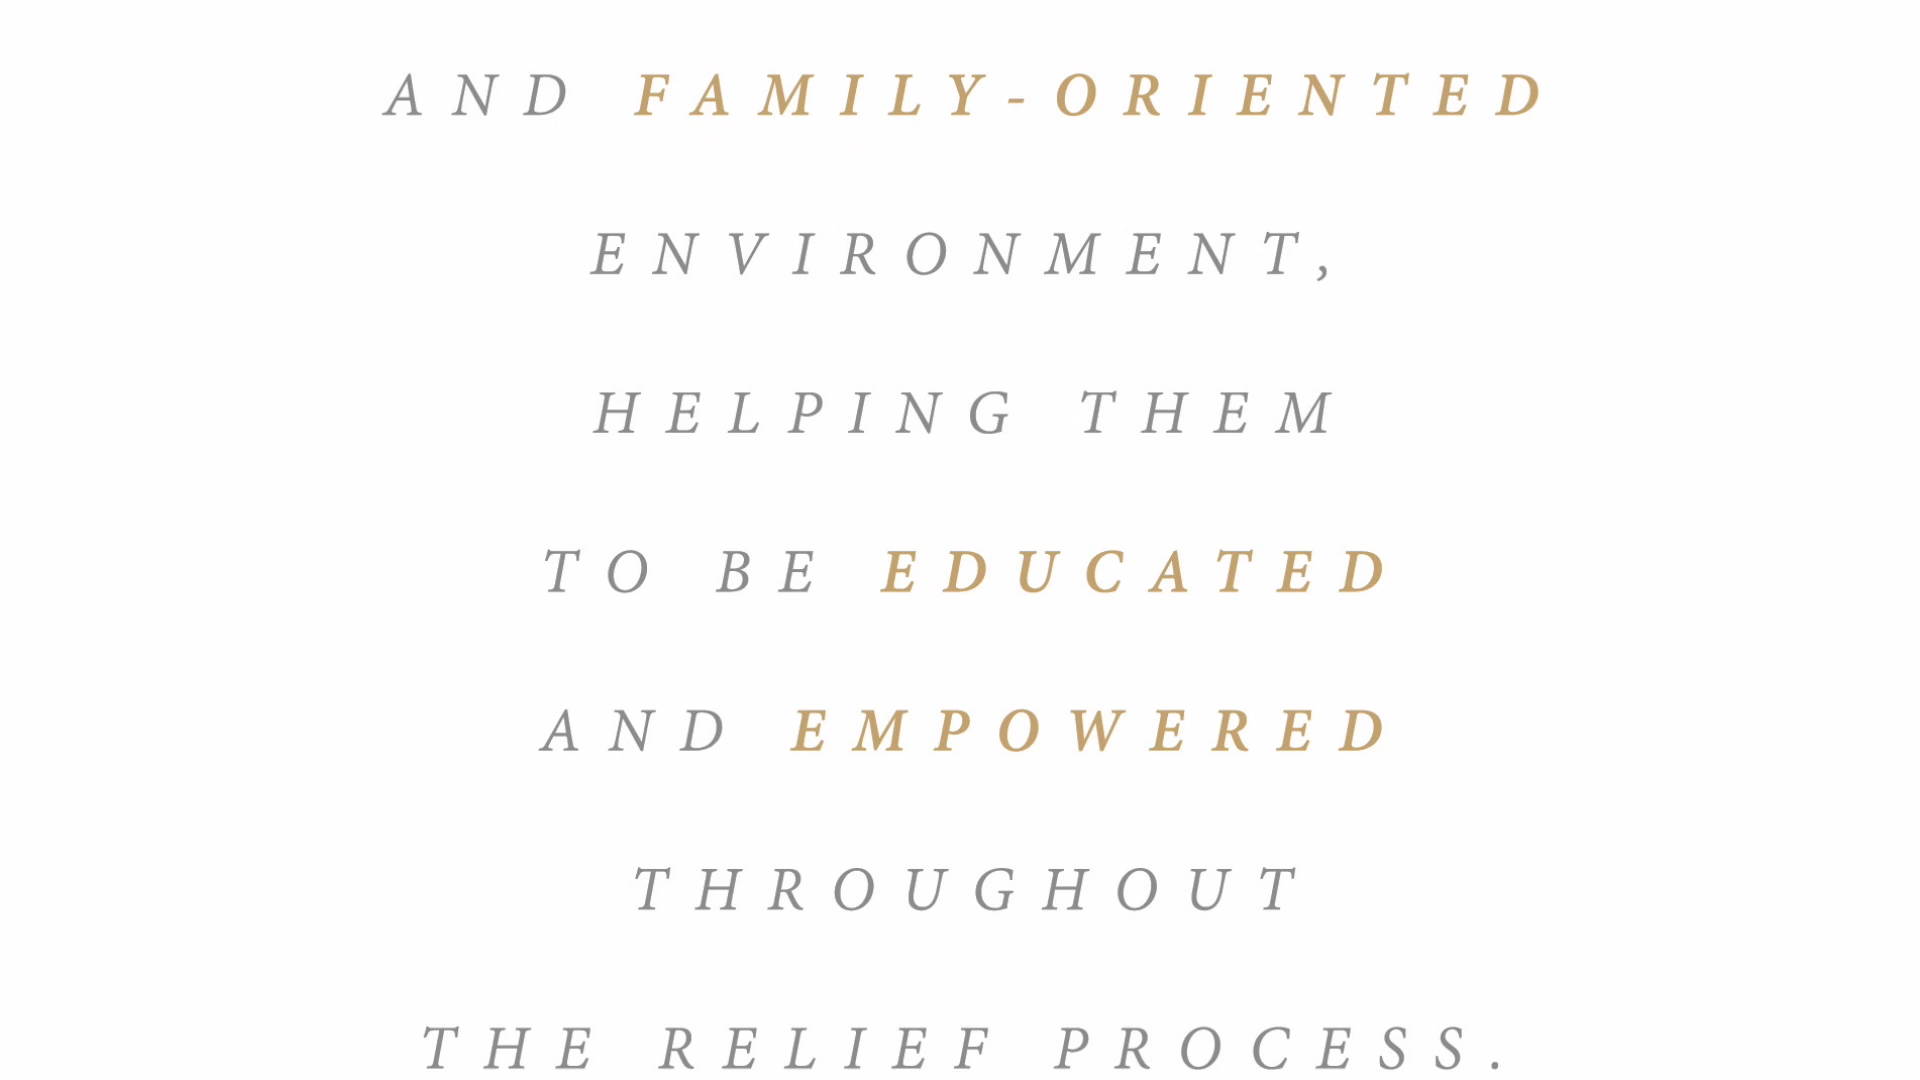 AND FAMILY-ORIENTED
ENVIRONMENT,
HELPING THEM
TO BE EDUCATED
AND EMPOWERED
THROUGHOUT
THE RELIEF PROCESS.